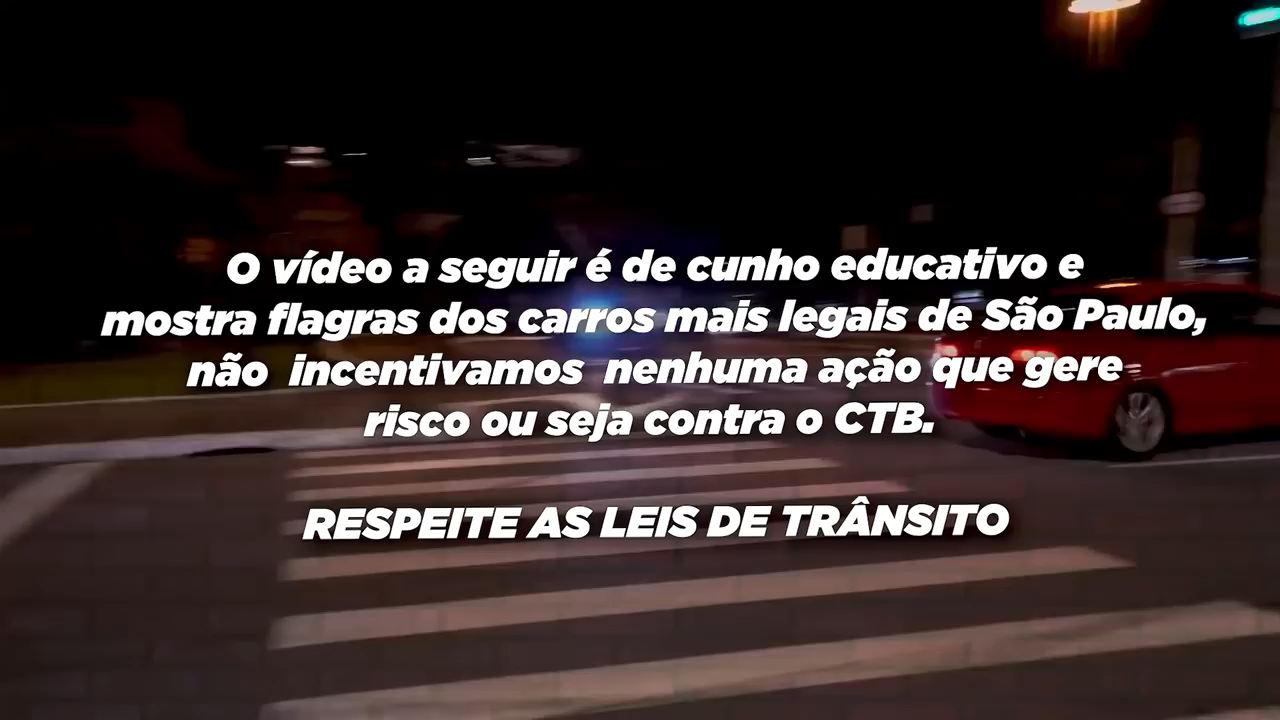 O vídeo a seguir é de cunho educativo e
mostra flagras dos carros mais legais de São Paulo,
não incentivamos nenhuma ação que gere
risco ou seja contra o CTB.
RESPEITE AS LEIS DE TRÂNSITO